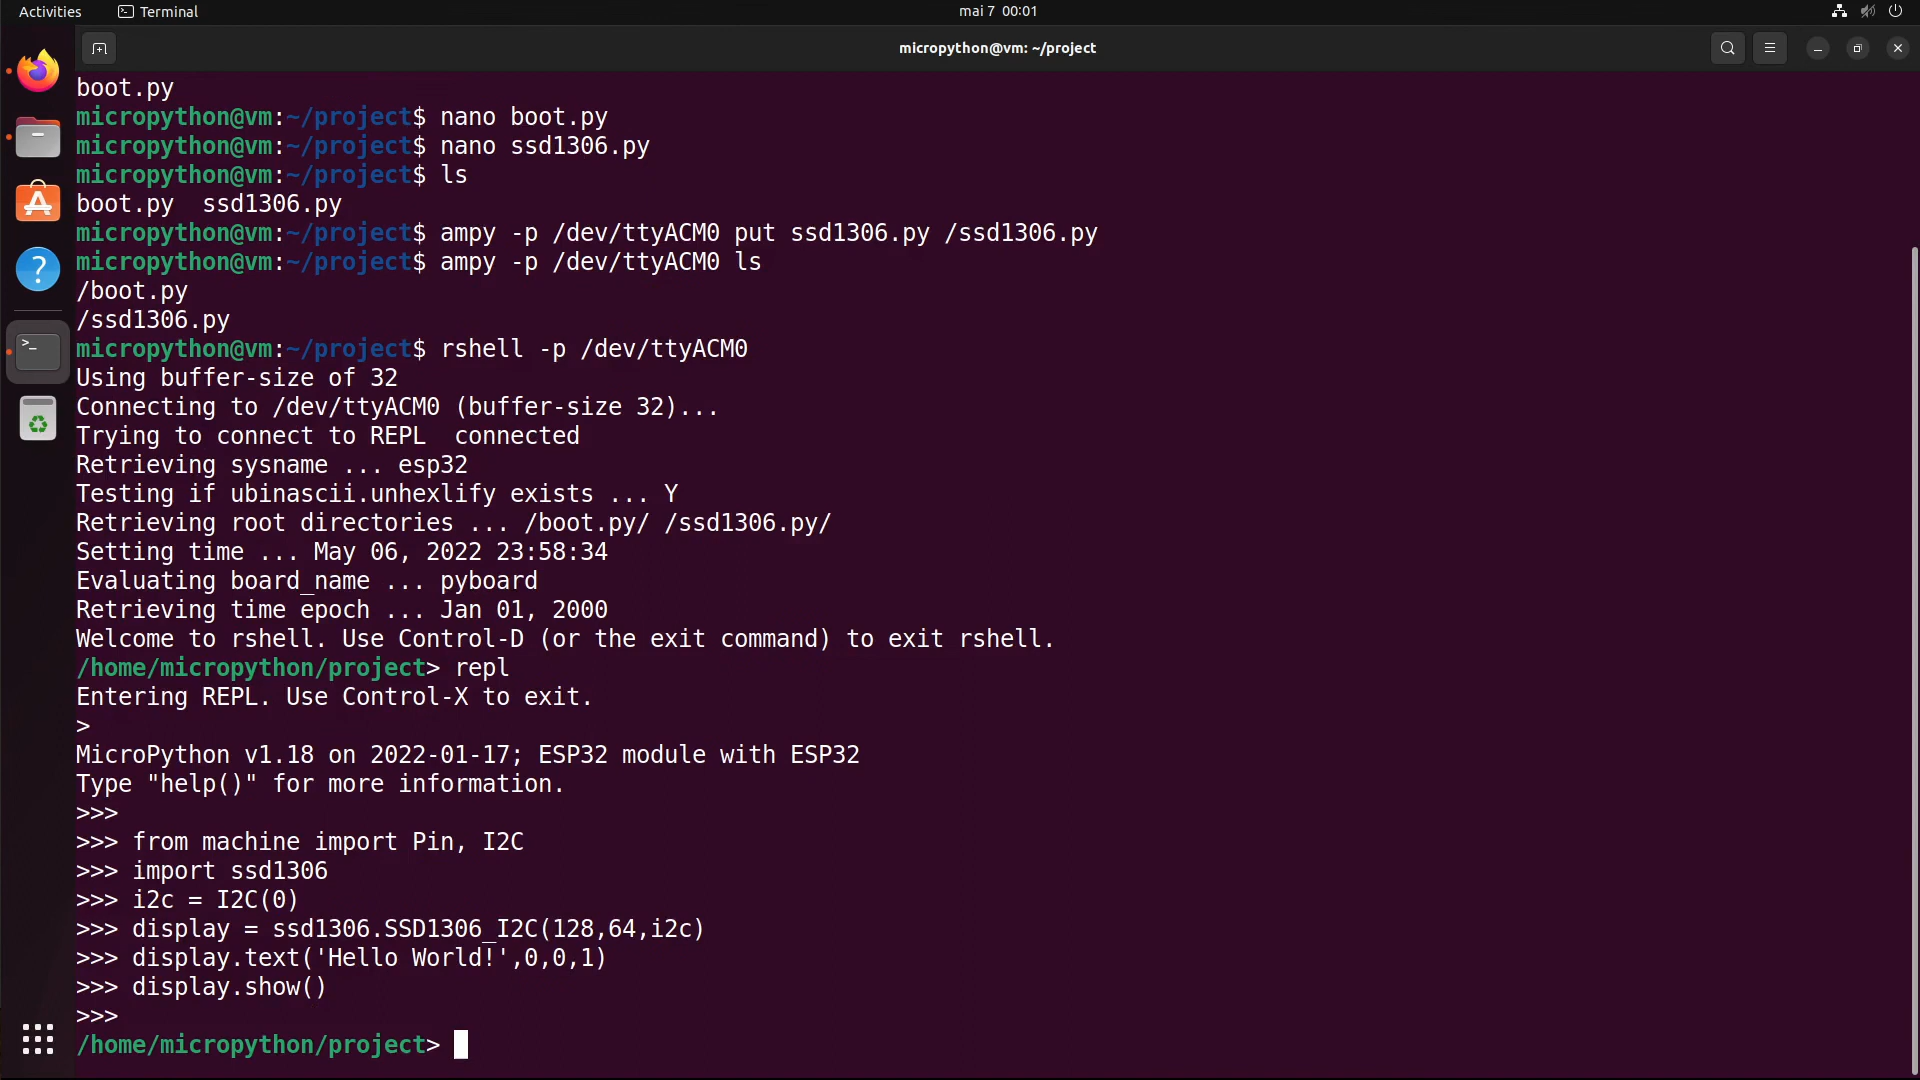 Activities
Terminal
mai 7 00:01
micropython@vm: ~/project
boot.py
micropython@vm:~/project$ nano boot.py
micropython@vm:~/project$ nano ssd1306.py
micropython@vm:~/project$ ls
boot.py  ssd1306.py
micropython@vm:~/project$ ampy -p /dev/ttyACM0 put ssd1306.py /ssd1306.py
micropython@vm:~/project$ ampy -p /dev/ttyACM0 ls
/boot.py
/ssd1306.py
micropython@vm:~/project$ rshell -p /dev/ttyACM0
Using buffer-size of 32
Connecting to /dev/ttyACM0 (buffer-size 32)...
Trying to connect to REPL  connected
Retrieving sysname ... esp32
Testing if ubinascii.unhexlify exists ... Y
Retrieving root directories ... /boot.py/ /ssd1306.py/
Setting time ... May 06, 2022 23:58:34
Evaluating board_name ... pyboard
Retrieving time epoch ... Jan 01, 2000
Welcome to rshell. Use Control-D (or the exit command) to exit rshell.
/home/micropython/project> repl
Entering REPL. Use Control-X to exit.
>
MicroPython v1.18 on 2022-01-17; ESP32 module with ESP32
Type "help()" for more information.
>>>
>>> from machine import Pin, I2C
>>> import ssd1306
>>> i2c = I2C(0)
>>> display = ssd1306.SSD1306_I2C(128,64,i2c)
>>> display.text('Hello World!',0,0,1)
>>> display.show()
>>>
/home/micropython/project>